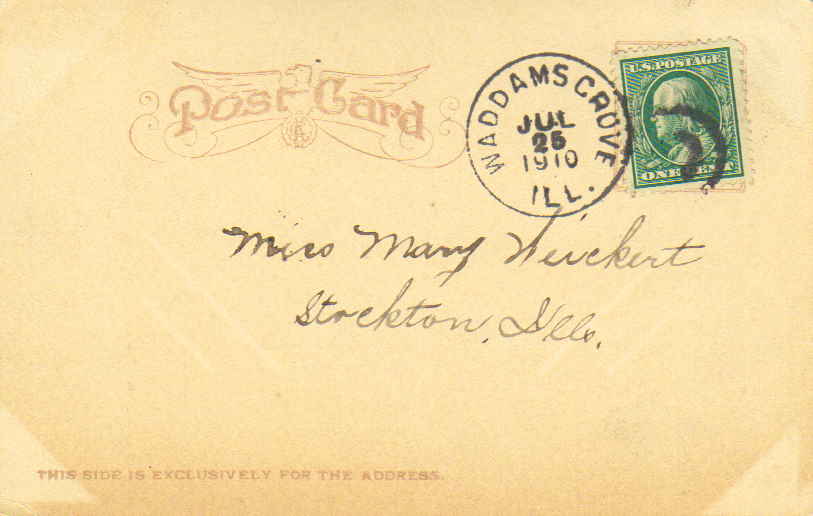 Post Card
WADDAMS GROVE
JUL
25
1910
ILL.
U.S. POSTAGE
ONE CENT
Miss Mary Weickert
Stockton, Ills.
THIS SIDE IS EXCLUSIVELY FOR THE ADDRESS.